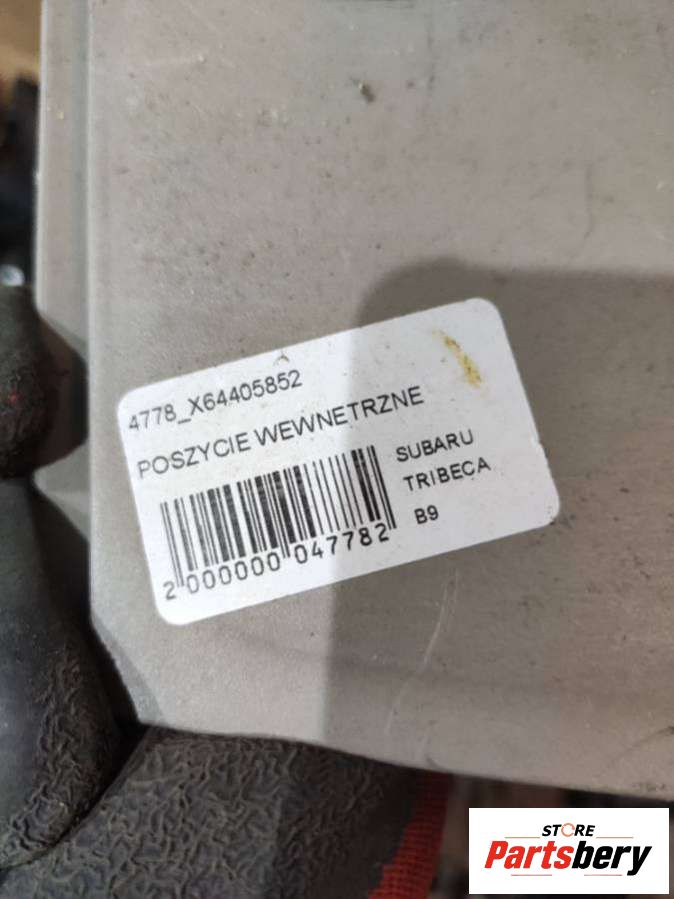 4778_X64405852
POSZYCIE WEWNETRZNE
SUBARU
TRIBECA
B9
2 000000 047782
STORE
Partsbery